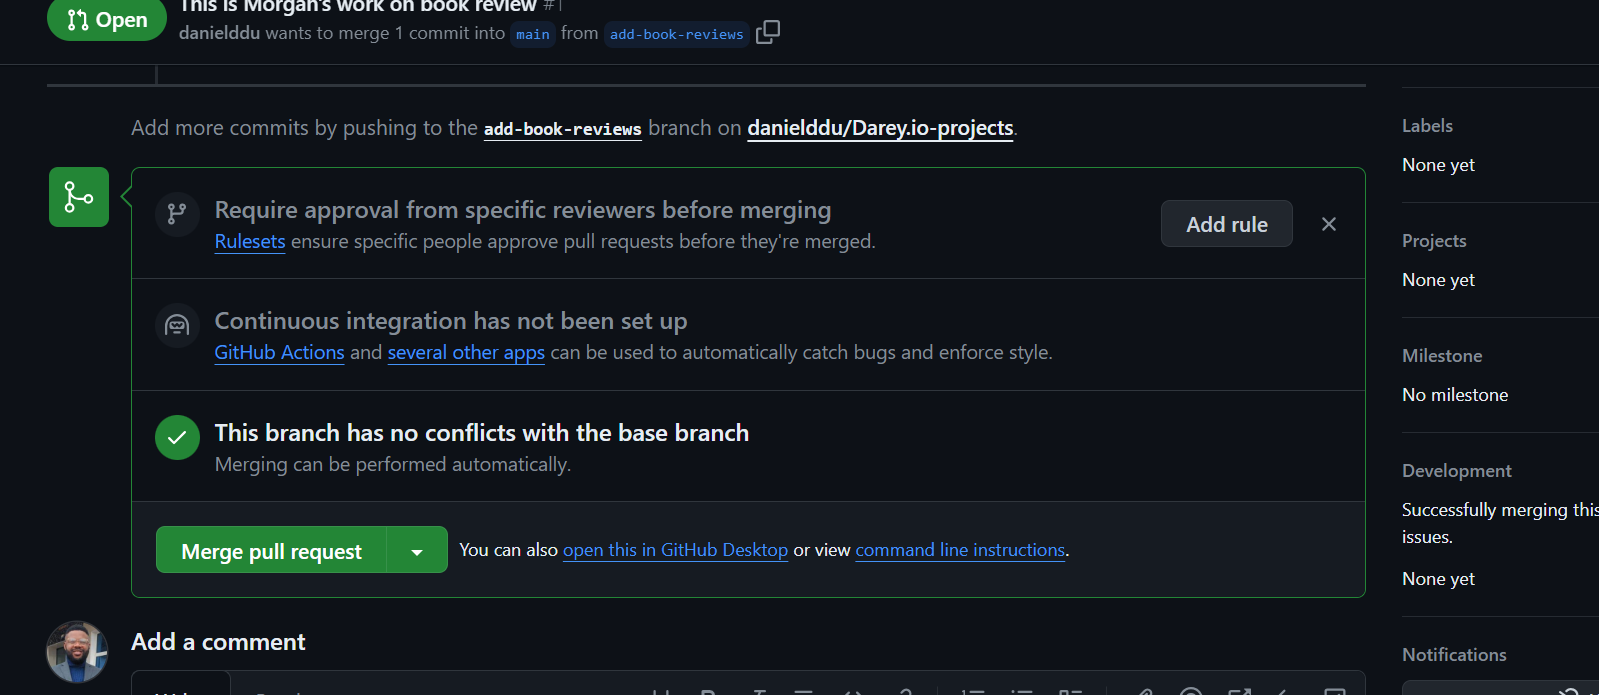 This is Morgan's work on book review #1
Open
danielddu wants to merge 1 commit into main from add-book-reviews
Add more commits by pushing to the add-book-reviews branch on danielddu/Darey.io-projects.
Require approval from specific reviewers before merging
Rulesets ensure specific people approve pull requests before they're merged.
Add rule
Continuous integration has not been set up
GitHub Actions and several other apps can be used to automatically catch bugs and enforce style.
This branch has no conflicts with the base branch
Merging can be performed automatically.
Merge pull request
You can also open this in GitHub Desktop or view command line instructions.
Add a comment
Labels
None yet
Projects
None yet
Milestone
No milestone
Development
Successfully merging this
issues.
None yet
Notifications